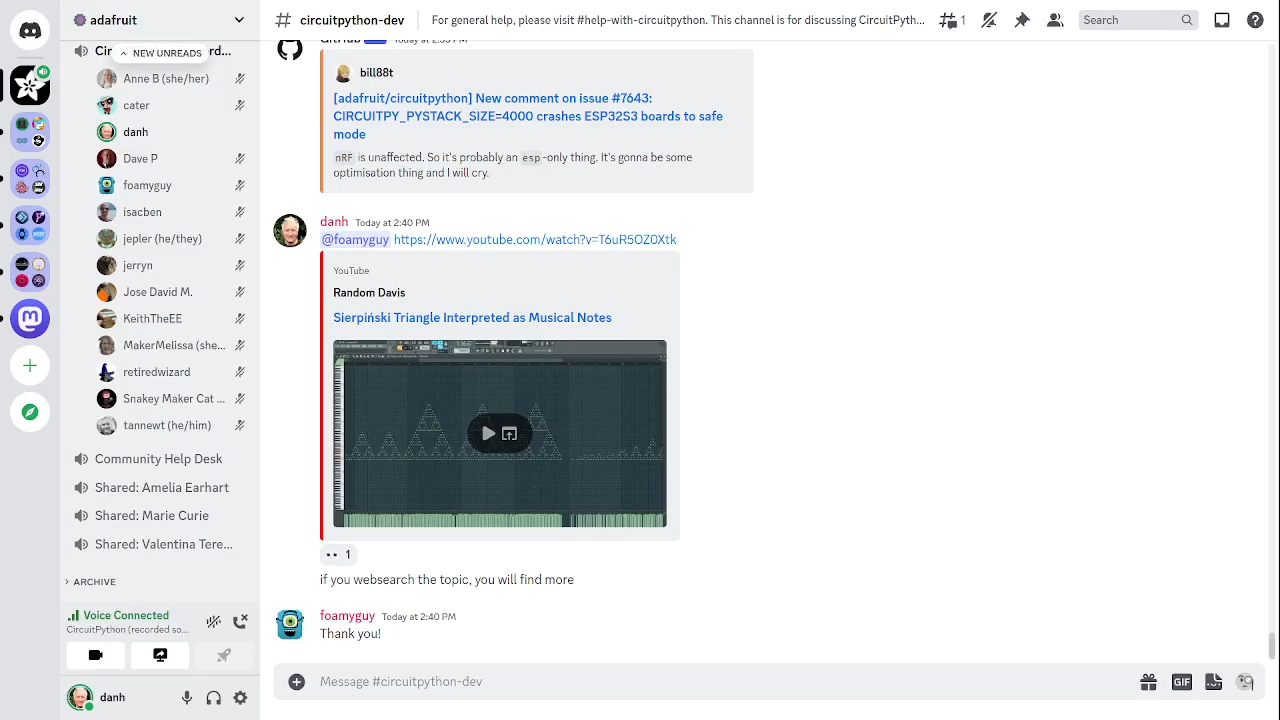 adafruit
# circuitpython-dev
For general help, please visit #help-with-circuitpython. This channel is for discussing CircuitPyth...
1
Search
NEW UNREADS
Anne B (she/her)
cater
danh
Dave P
foamyguy
isacben
jepler (he/they)
jerryn
Jose David M.
KeithTheEE
MakerMelissa (she...
retiredwizard
Snakey Maker Cat ...
tannewt (he/him)
Community Help Desk
Shared: Amelia Earhart
Shared: Marie Curie
Shared: Valentina Tere...
ARCHIVE
Voice Connected
CircuitPython (recorded so...
danh
bill88t
[adafruit/circuitpython] New comment on issue #7643:
CIRCUITPY_PYSTACK_SIZE=4000 crashes ESP32S3 boards to safe
mode
nRF is unaffected. So it's probably an esp-only thing. It's gonna be some
optimisation thing and I will cry.
danh Today at 2:40 PM
@foamyguy https://www.youtube.com/watch?v=T6uR5OZ0Xtk
YouTube
Random Davis
Sierpiński Triangle Interpreted as Musical Notes
1
if you websearch the topic, you will find more
foamyguy Today at 2:40 PM
Thank you!
Message #circuitpython-dev
GIF